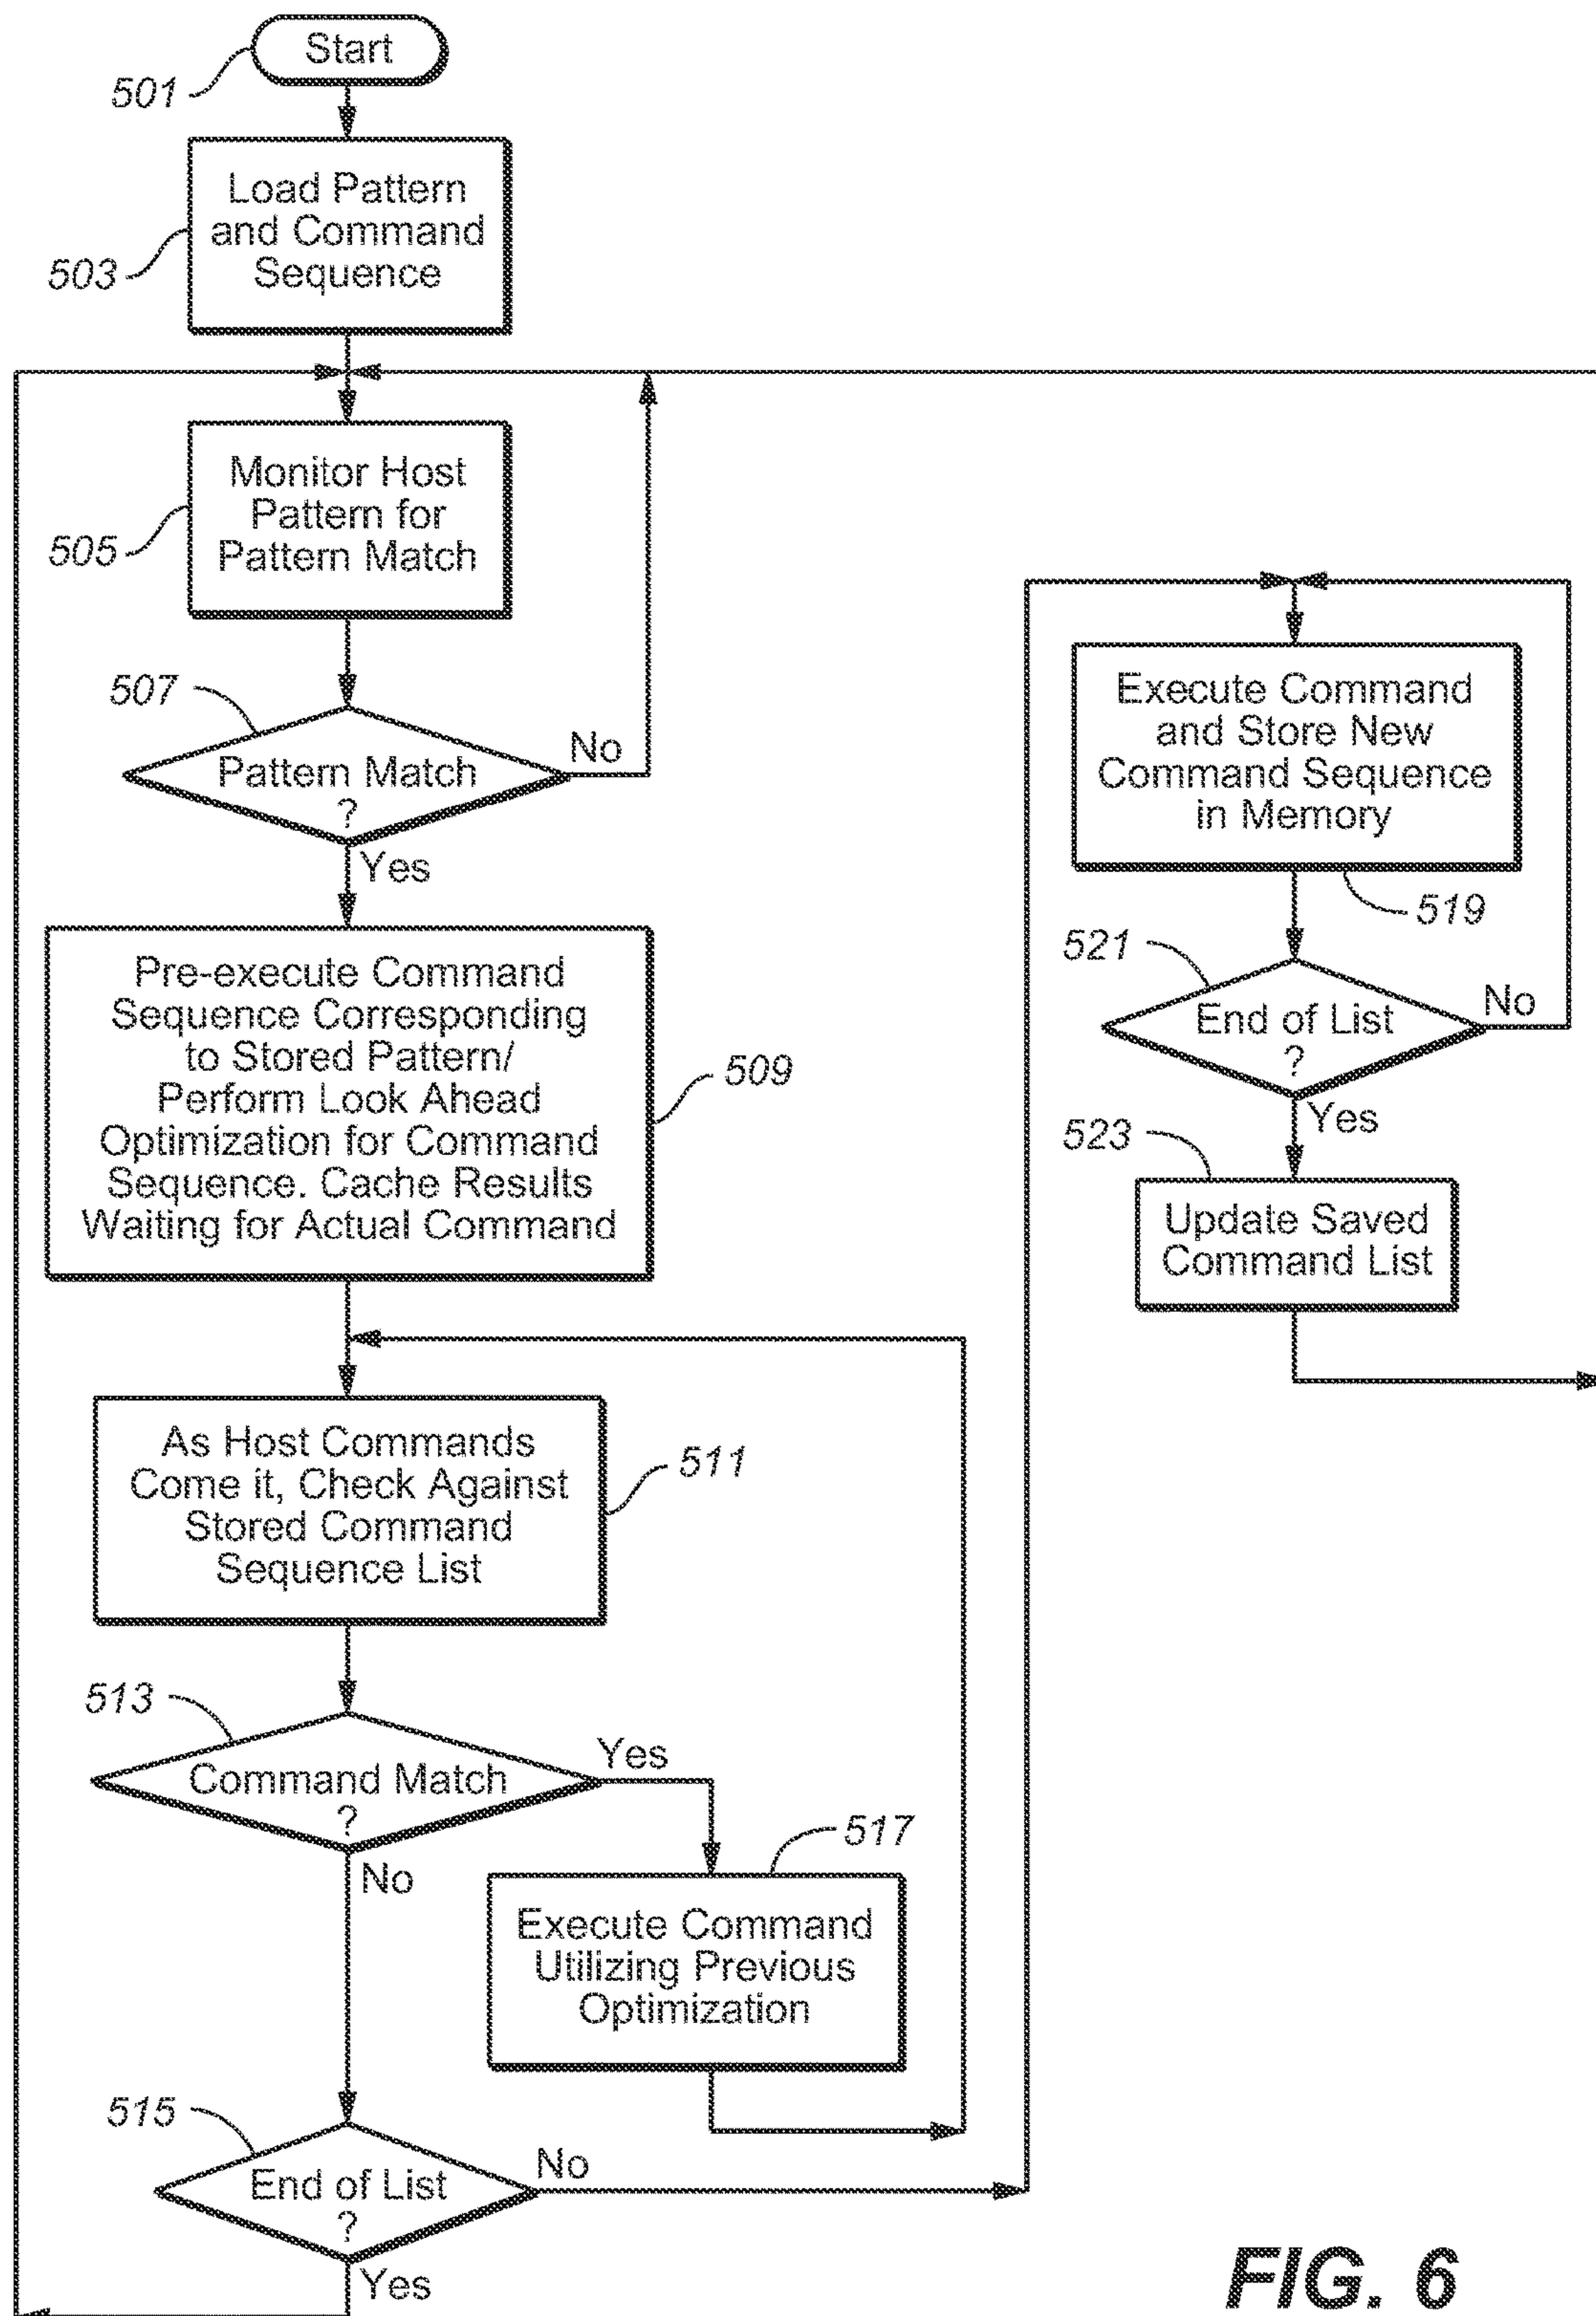 Start
501
Load Pattern
and Command
Sequence
503
Monitor Host
Pattern for
Pattern Match
505
507
Pattern Match
?
No
Yes
Pre-execute Command
Sequence Corresponding
to Stored Pattern/
Perform Look Ahead
Optimization for Command
Sequence. Cache Results
Waiting for Actual Command
509
As Host Commands
Come it, Check Against
Stored Command
Sequence List
511
513
Command Match
?
Yes
No
517
Execute Command
Utilizing Previous
Optimization
515
End of List
?
No
Yes
Execute Command
and Store New
Command Sequence
in Memory
519
521
End of List
?
No
Yes
523
Update Saved
Command List
FIG. 6